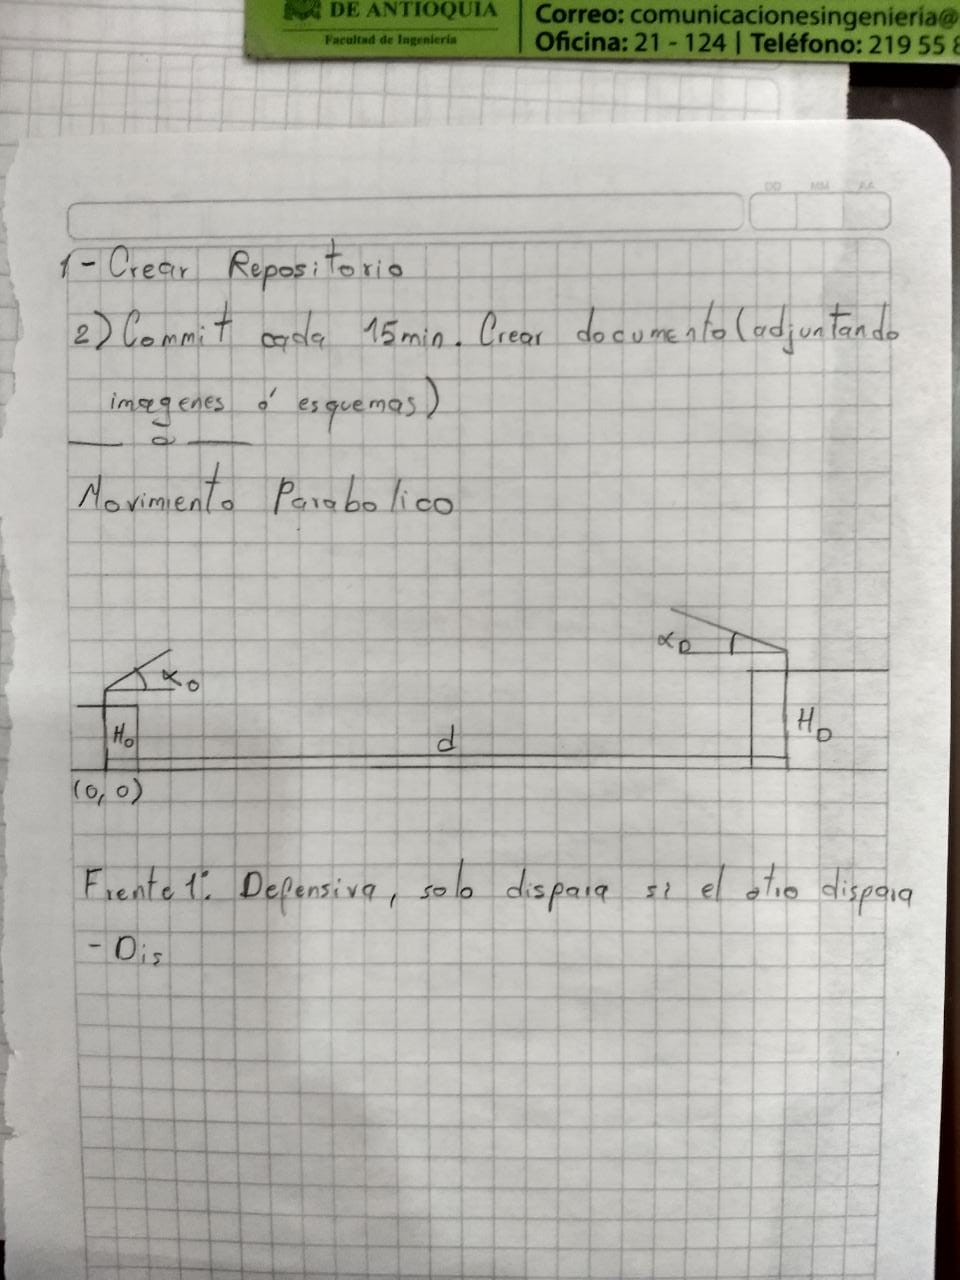 DE ANTIOQUIA
Facultad de Ingeniería
Correo: comunicacionesingenieria@
Oficina: 21 - 124 | Teléfono: 219 55 8
DD MM AA
1- Crear Repositorio
2) Commit cada 15min. Crear documento (adjuntando
imagenes ó esquemas)
Movimiento Parabolico
αD
α0
H0
d
HD
(0, 0)
Frente 1: Defensiva, solo dispara si el otro dispara
- Dis